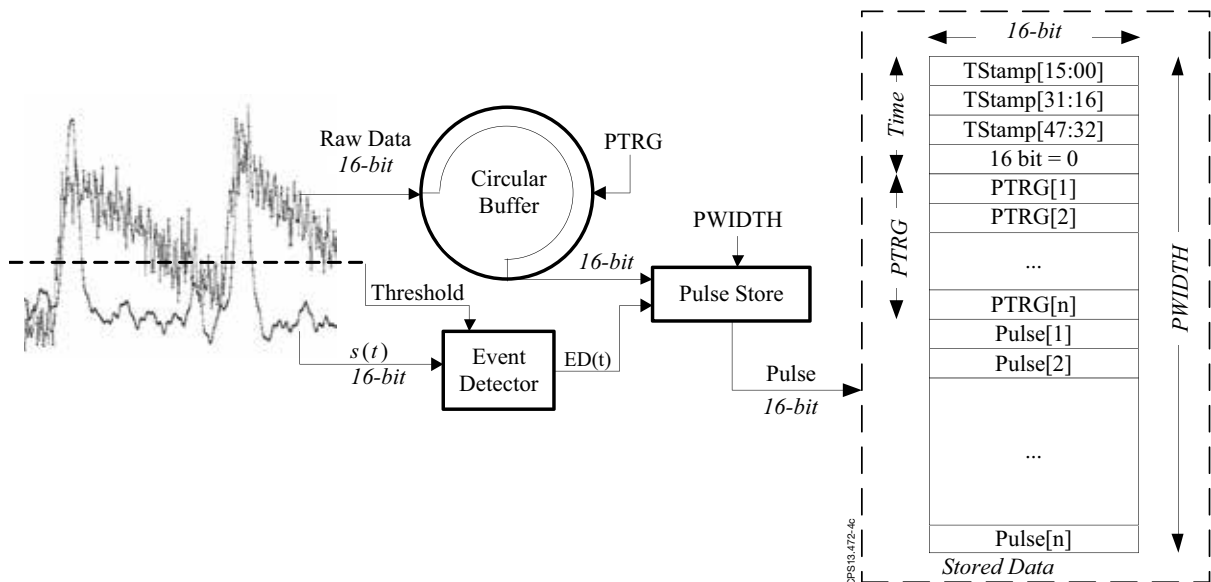 Raw Data
16-bit
Circular
Buffer
PTRG
PWIDTH
16-bit
Pulse Store
Threshold
s(t)
16-bit
Event
Detector
ED(t)
Pulse
16-bit
16-bit
Time
PTRG
TStamp[15:00]
TStamp[31:16]
TStamp[47:32]
16 bit = 0
PTRG[1]
PTRG[2]
...
PTRG[n]
Pulse[1]
Pulse[2]
...
Pulse[n]
PWIDTH
Stored Data